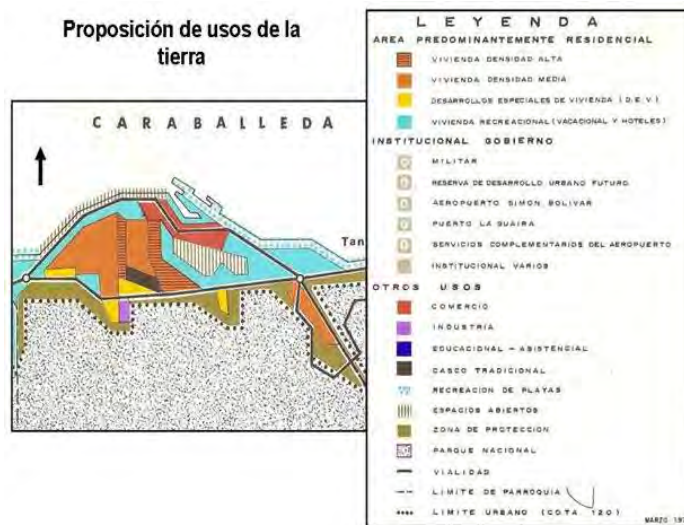 Proposición de usos de la
tierra
CARABALLEDA
Tan
LEYENDA
AREA PREDOMINANTEMENTE RESIDENCIAL
VIVIENDA DENSIDAD ALTA
VIVIENDA DENSIDAD MEDIA
DESARROLLOS ESPECIALES DE VIVIENDA (D.E.V)
VIVIENDA RECREACIONAL (VACACIONAL Y HOTELES)
INSTITUCIONAL GOBIERNO
MILITAR
RESERVA DE DESARROLLO URBANO FUTURO
AEROPUERTO SIMON BOLIVAR
PUERTO LA GUAIRA
SERVICIOS COMPLEMENTARIOS DEL AEROPUERTO
INSTITUCIONAL VARIOS
OTROS USOS
COMERCIO
INDUSTRIA
EDUCACIONAL - ASISTENCIAL
CASCO TRADICIONAL
RECREACION DE PLAYAS
ESPACIOS ABIERTOS
ZONA DE PROTECCION
PARQUE NACIONAL
VIALIDAD
LIMITE DE PARROQUIA
LIMITE URBANO (COTA 120)
MARZO 197